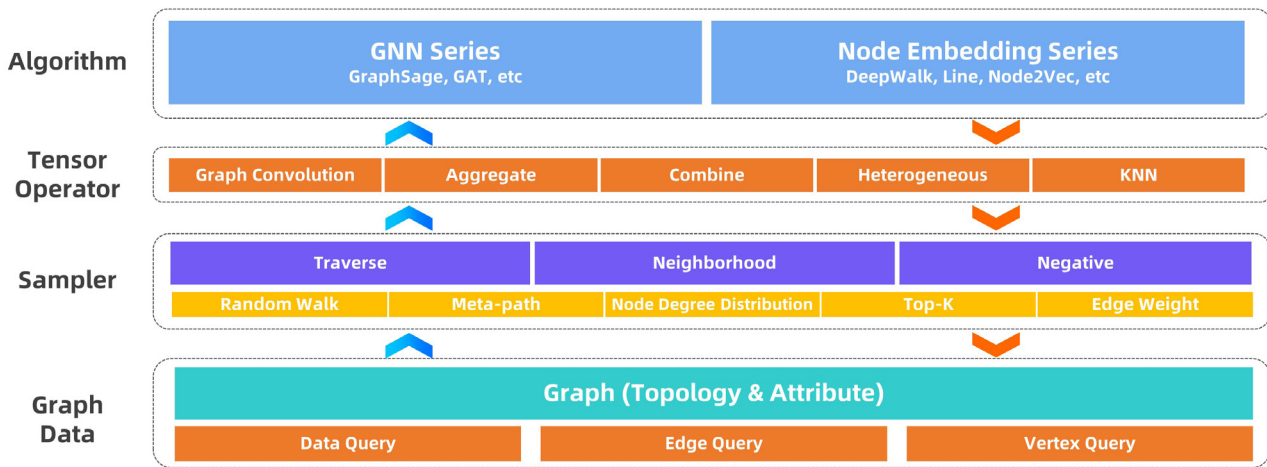 Algorithm
GNN Series
GraphSage, GAT, etc
Node Embedding Series
DeepWalk, Line, Node2Vec, etc
Tensor
Operator
Graph Convolution
Aggregate
Combine
Heterogeneous
KNN
Sampler
Traverse
Neighborhood
Negative
Random Walk
Meta-path
Node Degree Distribution
Top-K
Edge Weight
Graph
Data
Graph (Topology & Attribute)
Data Query
Edge Query
Vertex Query